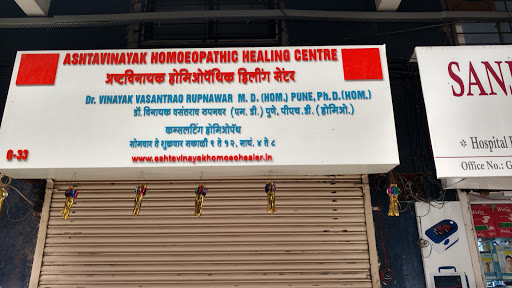 ASHTAVINAYAK HOMOEOPATHIC HEALING CENTRE
अष्टविनायक होमिओपॅथिक हिलींग सेंटर
Dr. VINAYAK VASANTRAO RUPNAWAR M. D. (HOM.) PUNE, Ph. D. (HOM.)
डॉ. विनायक वसंतराव रुपनवर (एम. डी.) पुणे, पीएच. डी. (होमिओ.)
कन्सलटिंग होमिओपॅथ
सोमवार ते शुक्रवार सकाळी ९ ते १२, सायं. ४ ते ८
G-33
www.ashtavinayakhomoeohealer.in
SANJ
Hospital
Office No.: G